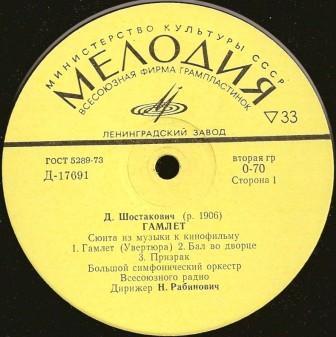 МИНИСТЕРСТВО КУЛЬТУРЫ СССР
МЕЛОДИЯ
ВСЕСОЮЗНАЯ ФИРМА ГРАМПЛАСТИНОК
▽33
ЛЕНИНГРАДСКИЙ ЗАВОД
ГОСТ 5289-73
Д-17691
вторая гр
0-70
Сторона 1
Д. Шостакович (р. 1906)
ГАМЛЕТ
Сюита из музыки к кинофильму
1. Гамлет (Увертюра) 2. Бал во дворце
3. Призрак
Большой симфонический оркестр
Всесоюзного радио
Дирижер Н. Рабинович